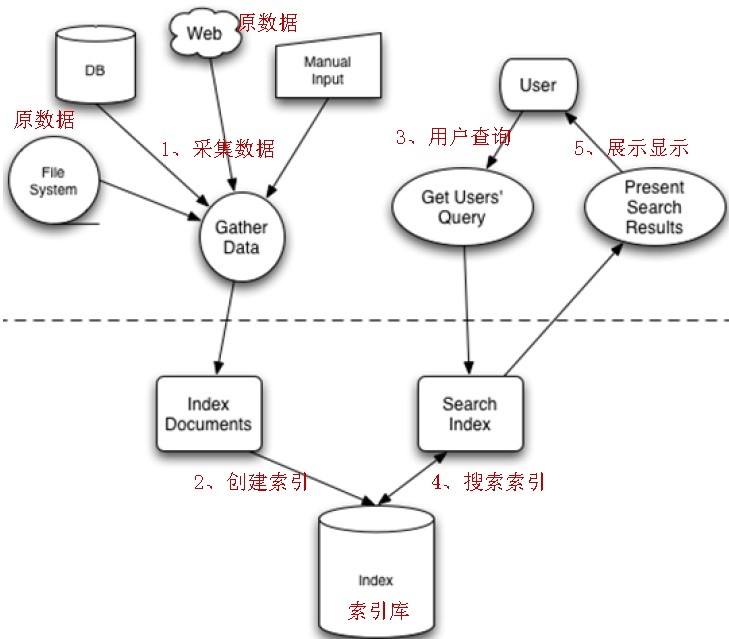 Web
原数据
DB
Manual
Input
User
原数据
1、采集数据
3、用户查询
5、展示显示
File
System
Gather
Data
Get Users'
Query
Present
Search
Results
Index
Documents
Search
Index
2、创建索引
4、搜索索引
Index
索引库